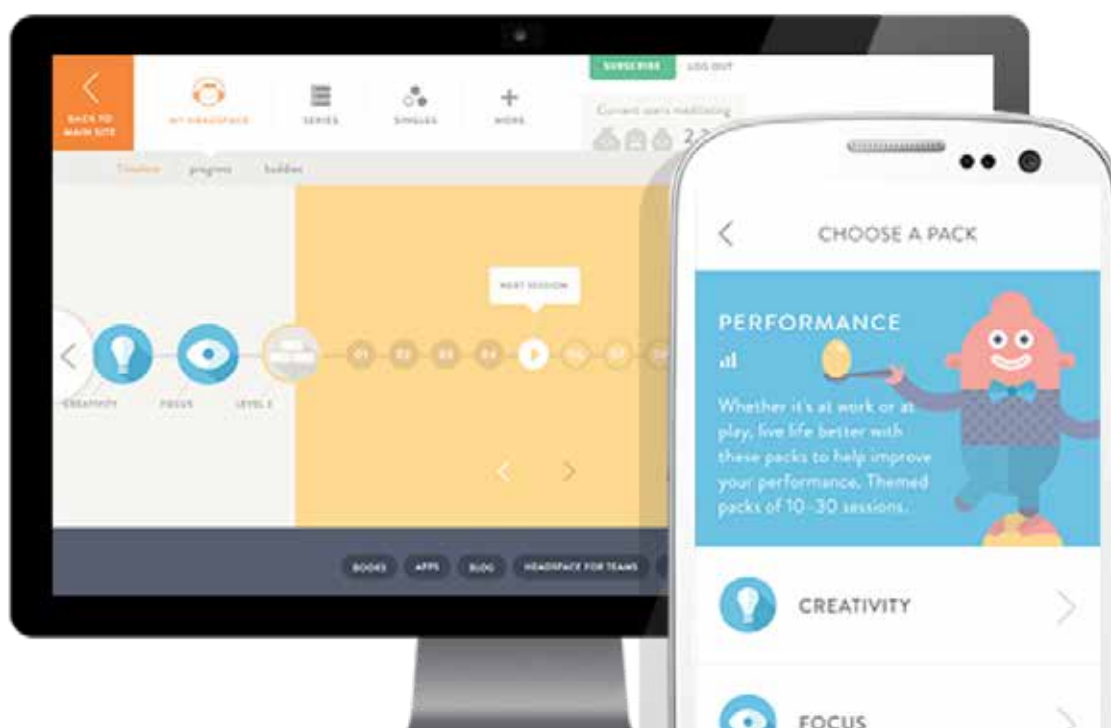 SUBSCRIBE
LOG OUT
BACK TO
MAIN SITE
MY HEADSPACE
SERIES
SINGLES
MORE
Current users meditating
Timeline
progress
buddies
NEXT SESSION
01
02
03
04
06
07
CREATIVITY
FOCUS
LEVEL 2
BOOKS
APPS
BLOG
HEADSPACE FOR TEAMS
CHOOSE A PACK
PERFORMANCE
Whether it's at work or at
play, live life better with
these packs to help improve
your performance. Themed
packs of 10-30 sessions.
CREATIVITY
FOCUS